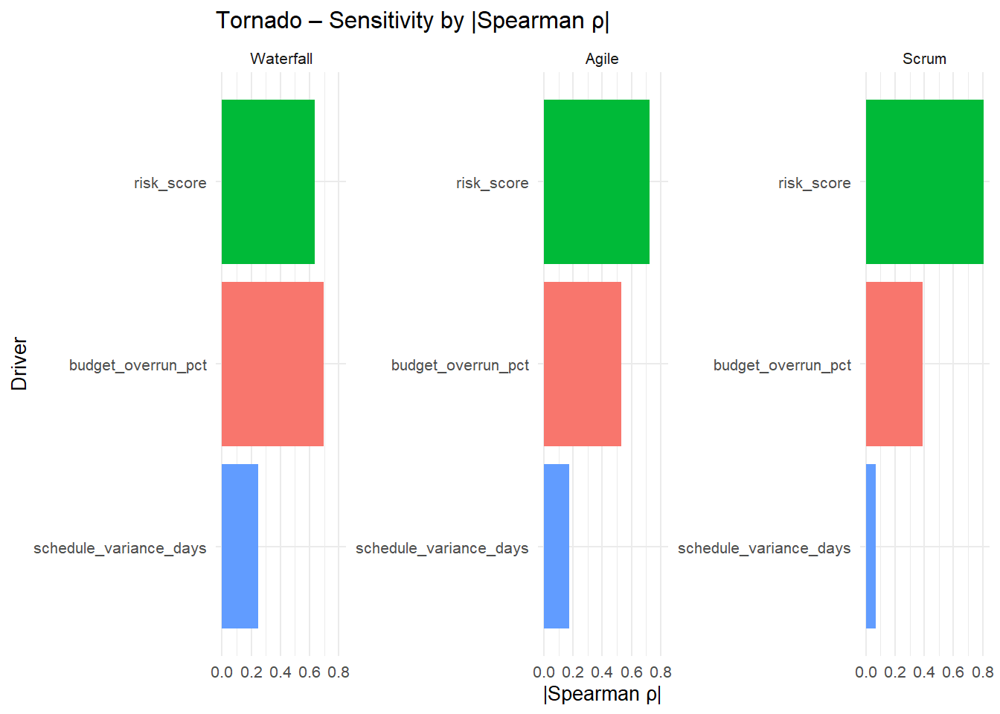 Tornado – Sensitivity by |Spearman ρ|
Waterfall
Agile
Scrum
risk_score
risk_score
risk_score
Driver
budget_overrun_pct
budget_overrun_pct
budget_overrun_pct
schedule_variance_days
schedule_variance_days
schedule_variance_days
0.0 0.2 0.4 0.6 0.8
0.0 0.2 0.4 0.6 0.8
0.0 0.2 0.4 0.6 0.8
|Spearman ρ|